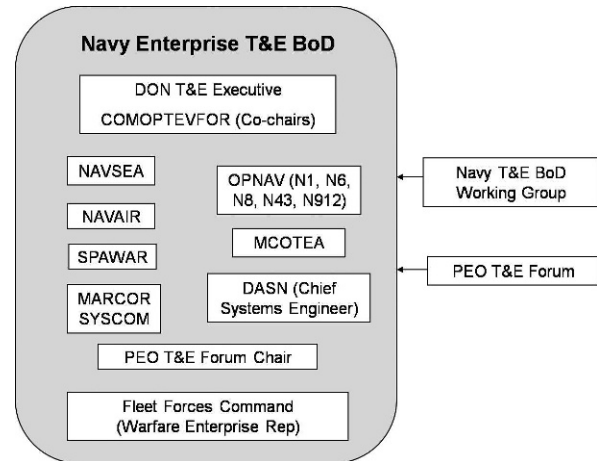 Navy Enterprise T&E BoD
DON T&E Executive
COMOPTEVFOR (Co-chairs)
NAVSEA
NAVAIR
SPAWAR
MARCOR
SYSCOM
OPNAV (N1, N6,
N8, N43, N912)
MCOTEA
DASN (Chief
Systems Engineer)
PEO T&E Forum Chair
Fleet Forces Command
(Warfare Enterprise Rep)
Navy T&E BoD
Working Group
PEO T&E Forum